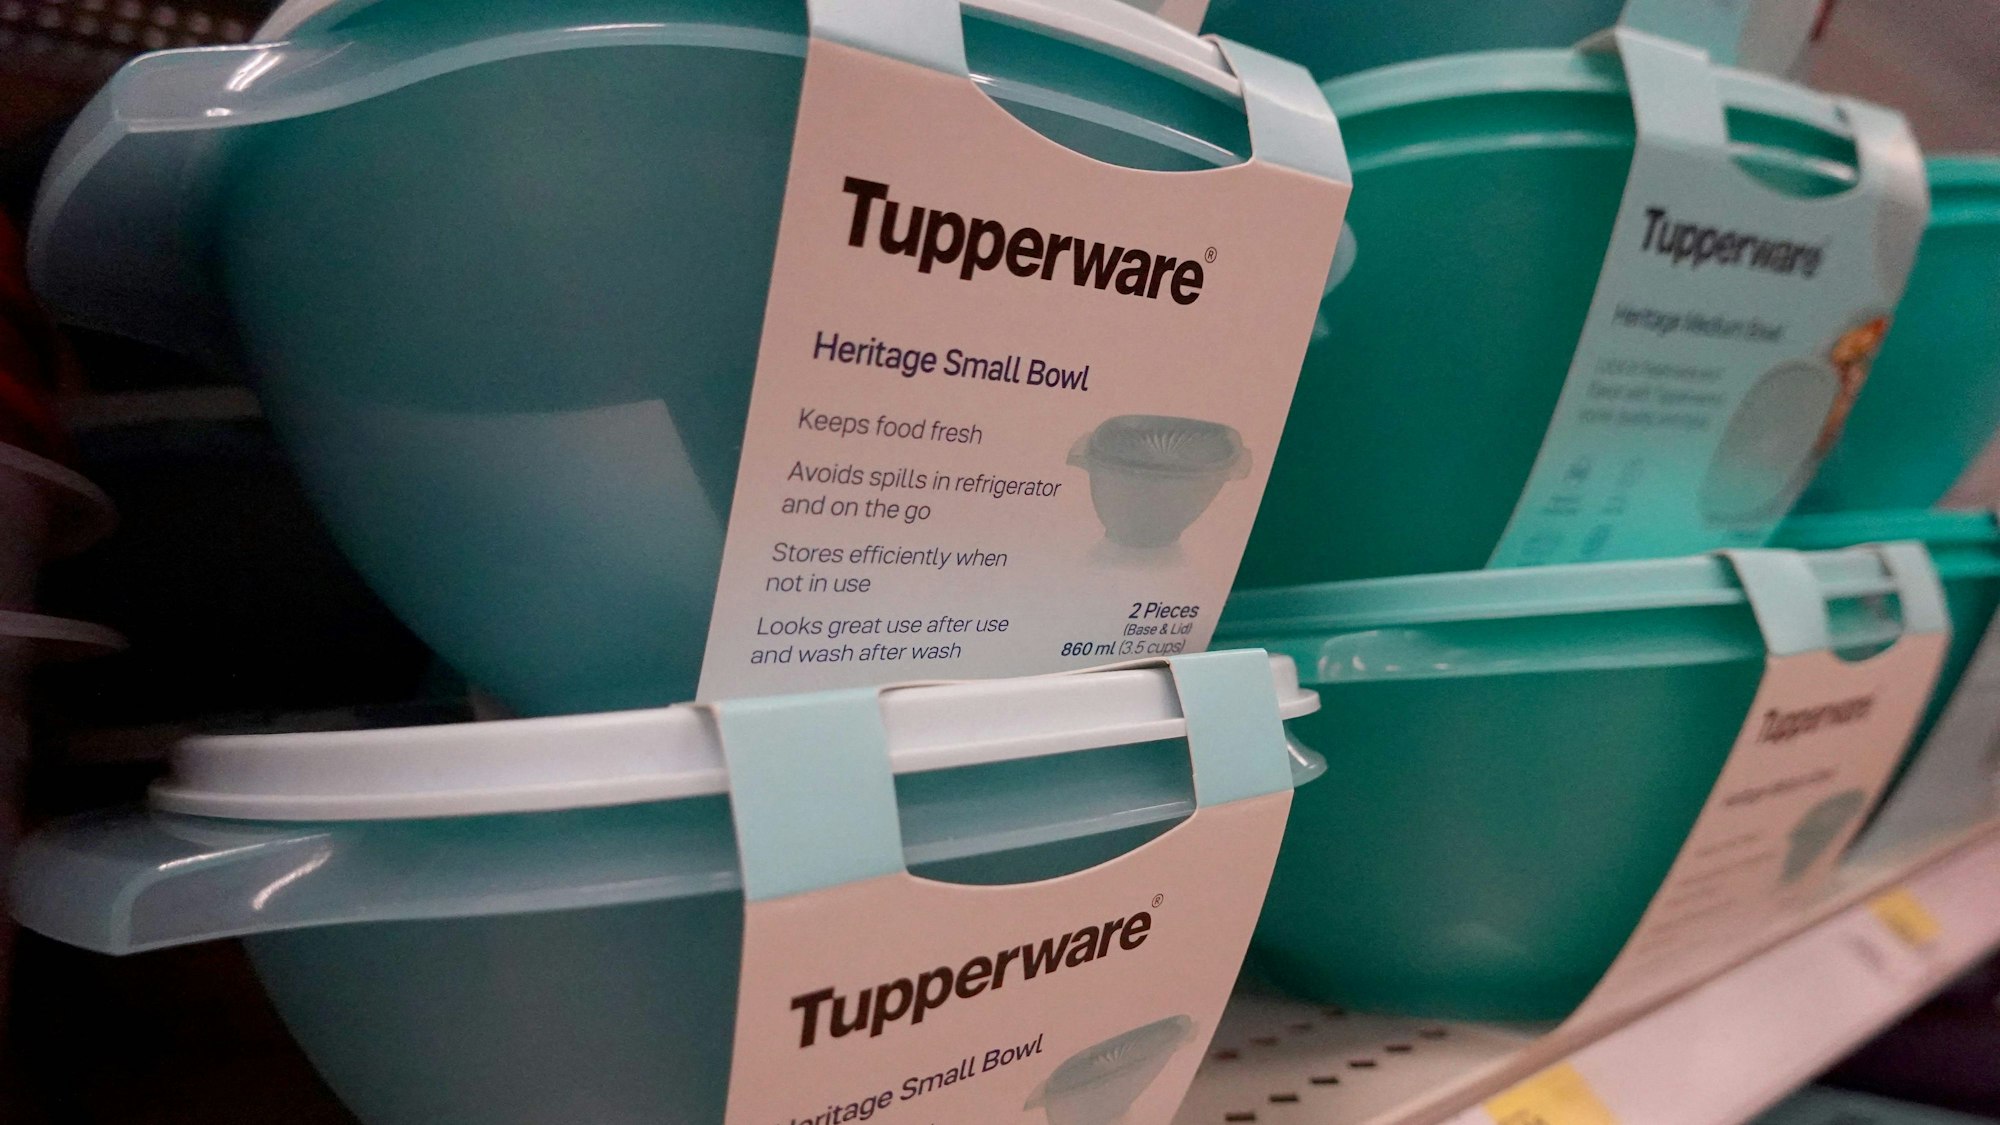 Tupperware®
Heritage Small Bowl
Keeps food fresh
Avoids spills in refrigerator
and on the go
Stores efficiently when
not in use
Looks great use after use
and wash after wash
2 Pieces
(Base & Lid)
860 ml (3.5 cups)
Tupperware
Heritage Medium Bowl
Tupperware®
eritage Small Bowl
Tupperware